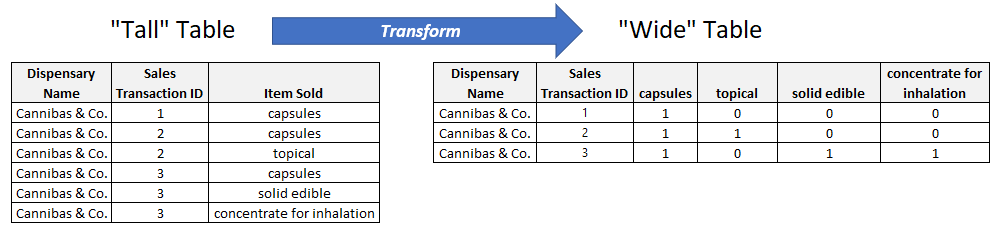 "Tall" Table
Transform
"Wide" Table
Dispensary Name Sales Transaction ID Item Sold
Cannibas & Co. 1 capsules
Cannibas & Co. 2 capsules
Cannibas & Co. 2 topical
Cannibas & Co. 3 capsules
Cannibas & Co. 3 solid edible
Cannibas & Co. 3 concentrate for inhalation
Dispensary Name Sales Transaction ID capsules topical solid edible concentrate for inhalation
Cannibas & Co. 1 1 0 0 0
Cannibas & Co. 2 1 1 0 0
Cannibas & Co. 3 1 0 1 1